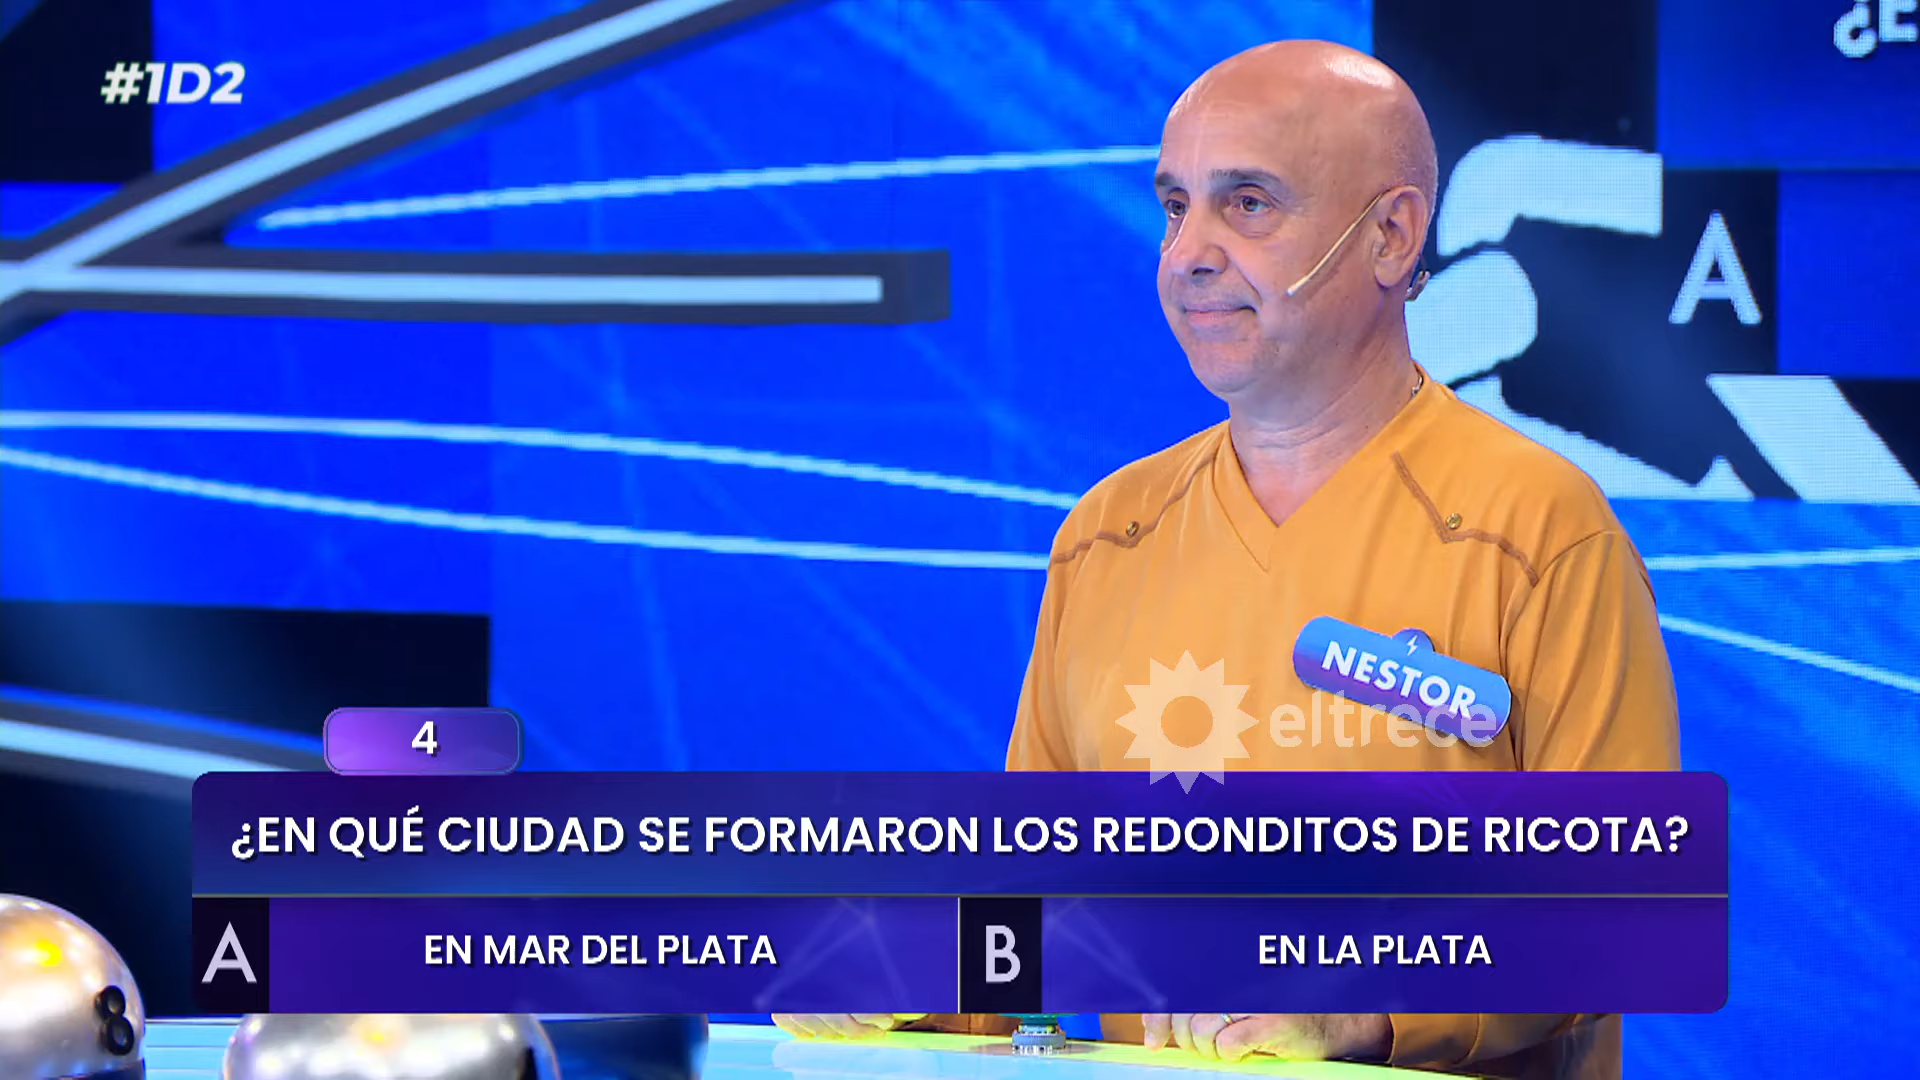 #1D2
¿E
A
NESTOR
eltrece
4
¿EN QUÉ CIUDAD SE FORMARON LOS REDONDITOS DE RICOTA?
A
EN MAR DEL PLATA
B
EN LA PLATA
8